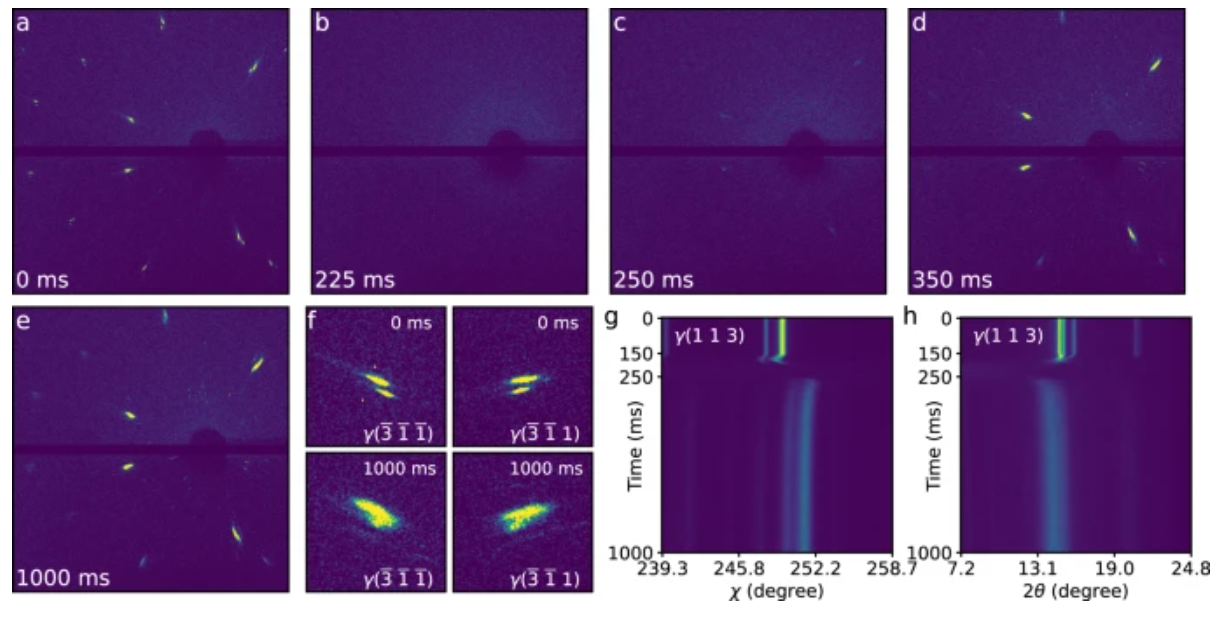 a
0 ms
b
225 ms
c
250 ms
d
350 ms
e
1000 ms
f
0 ms
γ(3̅ 1̅ 1̅)
0 ms
γ(3̅ 1̅ 1)
1000 ms
γ(3̅ 1̅ 1̅)
1000 ms
γ(3̅ 1̅ 1)
g
γ(1 1 3)
0
150
250
1000
Time (ms)
239.3 245.8 252.2 258.7
χ (degree)
h
γ(1 1 3)
0
150
250
1000
Time (ms)
7.2 13.1 19.0 24.8
2θ (degree)